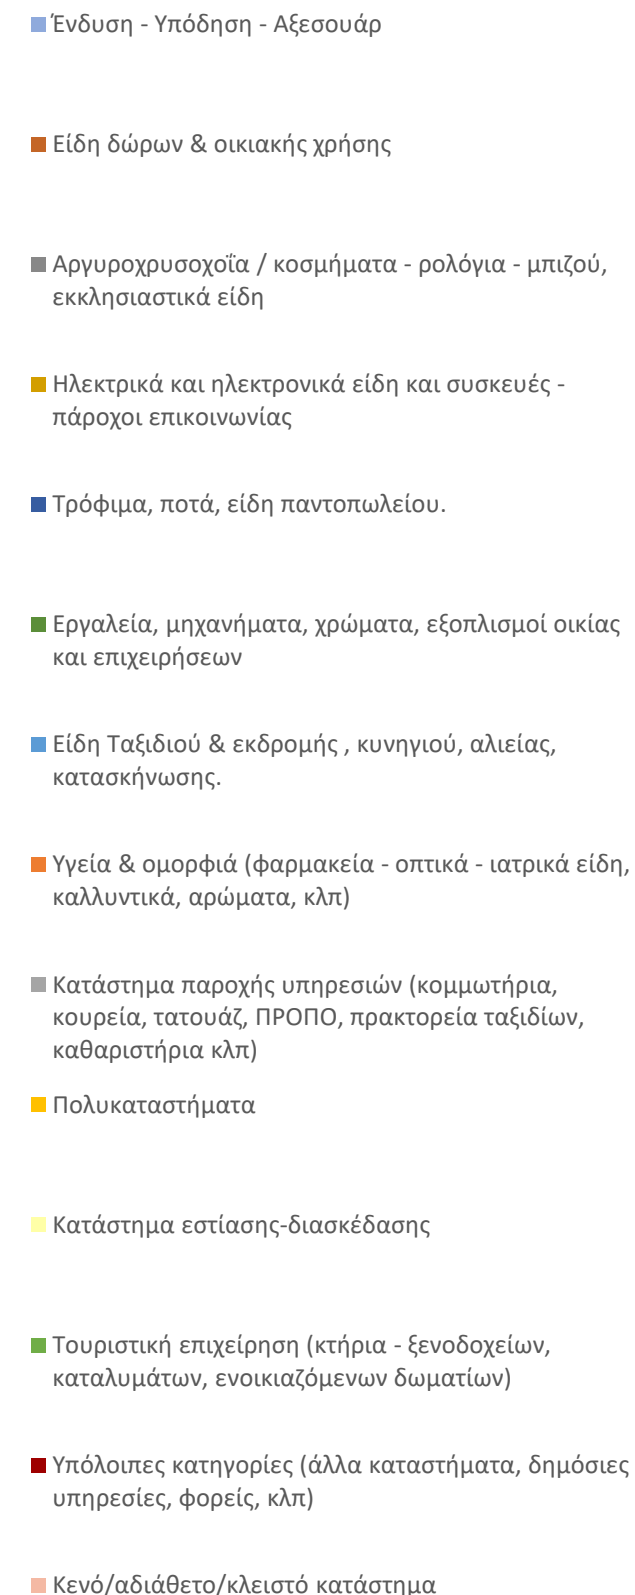 Ένδυση - Υπόδηση - Αξεσουάρ
Είδη δώρων & οικιακής χρήσης
Αργυροχρυσοχοΐα / κοσμήματα - ρολόγια - μπιζού,
εκκλησιαστικά είδη
Ηλεκτρικά και ηλεκτρονικά είδη και συσκευές -
πάροχοι επικοινωνίας
Τρόφιμα, ποτά, είδη παντοπωλείου.
Εργαλεία, μηχανήματα, χρώματα, εξοπλισμοί οικίας
και επιχειρήσεων
Είδη Ταξιδιού & εκδρομής , κυνηγιού, αλιείας,
κατασκήνωσης.
Υγεία & ομορφιά (φαρμακεία - οπτικά - ιατρικά είδη,
καλλυντικά, αρώματα, κλπ)
Κατάστημα παροχής υπηρεσιών (κομμωτήρια,
κουρεία, τατουάζ, ΠΡΟΠΟ, πρακτορεία ταξιδίων,
καθαριστήρια κλπ)
Πολυκαταστήματα
Κατάστημα εστίασης-διασκέδασης
Τουριστική επιχείρηση (κτήρια - ξενοδοχείων,
καταλυμάτων, ενοικιαζόμενων δωματίων)
Υπόλοιπες κατηγορίες (άλλα καταστήματα, δημόσιες
υπηρεσίες, φορείς, κλπ)
Κενό/αδιάθετο/κλειστό κατάστημα